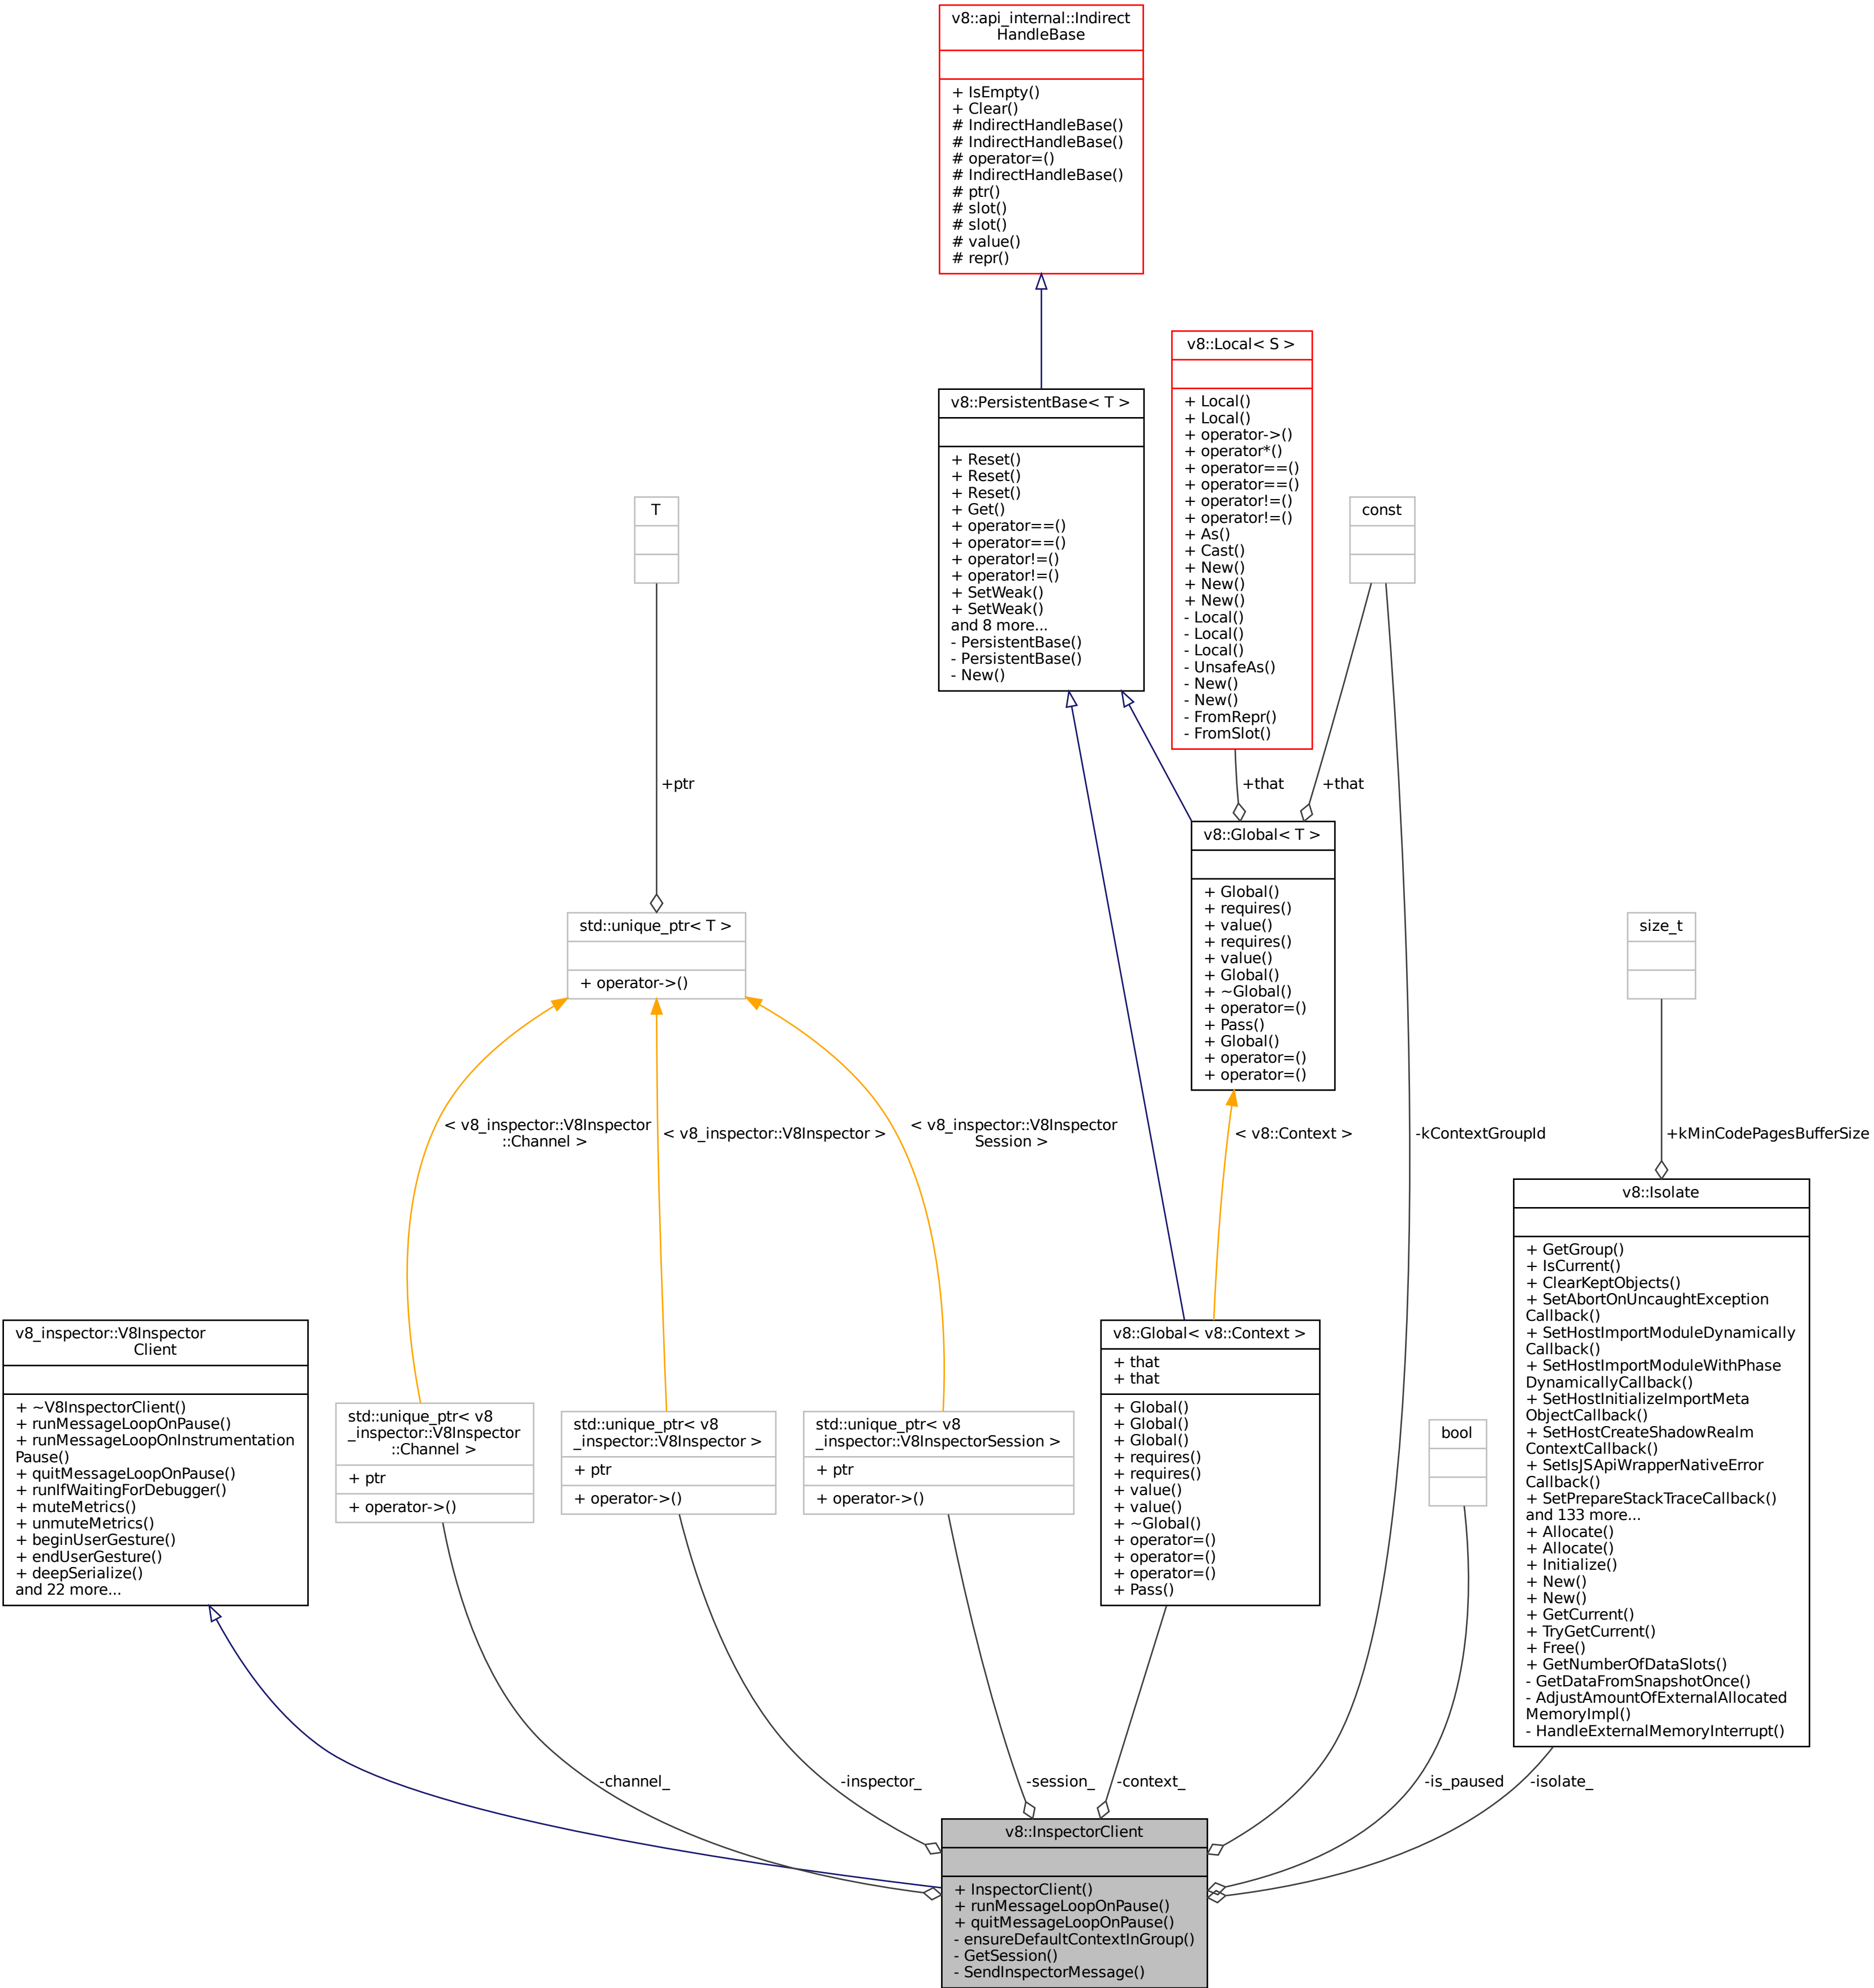 v8::api_internal::Indirect
HandleBase
+ IsEmpty()
+ Clear()
# IndirectHandleBase()
# IndirectHandleBase()
# operator=()
# IndirectHandleBase()
# ptr()
# slot()
# slot()
# value()
# repr()
v8::Local< S >
+ Local()
+ Local()
+ operator->()
+ operator*()
+ operator==()
+ operator==()
+ operator!=()
+ operator!=()
+ As()
+ Cast()
+ New()
+ New()
+ New()
- Local()
- Local()
- Local()
- UnsafeAs()
- New()
- New()
- FromRepr()
- FromSlot()
v8::PersistentBase< T >
+ Reset()
+ Reset()
+ Reset()
+ Get()
+ operator==()
+ operator==()
+ operator!=()
+ operator!=()
+ SetWeak()
+ SetWeak()
and 8 more...
- PersistentBase()
- PersistentBase()
- New()
T
const
+ptr
+that
+that
v8::Global< T >
+ Global()
+ requires()
+ value()
+ requires()
+ value()
+ Global()
+ ~Global()
+ operator=()
+ Pass()
+ Global()
+ operator=()
+ operator=()
std::unique_ptr< T >
+ operator->()
size_t
< v8_inspector::V8Inspector
::Channel >
< v8_inspector::V8Inspector >
< v8_inspector::V8Inspector
Session >
< v8::Context >
-kContextGroupId
+kMinCodePagesBufferSize
v8::Isolate
+ GetGroup()
+ IsCurrent()
+ ClearKeptObjects()
+ SetAbortOnUncaughtException
Callback()
+ SetHostImportModuleDynamically
Callback()
+ SetHostImportModuleWithPhase
DynamicallyCallback()
+ SetHostInitializeImportMeta
ObjectCallback()
+ SetHostCreateShadowRealm
ContextCallback()
+ SetIsJSApiWrapperNativeError
Callback()
+ SetPrepareStackTraceCallback()
and 133 more...
+ Allocate()
+ Allocate()
+ Initialize()
+ New()
+ New()
+ GetCurrent()
+ TryGetCurrent()
+ Free()
+ GetNumberOfDataSlots()
- GetDataFromSnapshotOnce()
- AdjustAmountOfExternalAllocated
MemoryImpl()
- HandleExternalMemoryInterrupt()
v8_inspector::V8Inspector
Client
+ ~V8InspectorClient()
+ runMessageLoopOnPause()
+ runMessageLoopOnInstrumentation
Pause()
+ quitMessageLoopOnPause()
+ runIfWaitingForDebugger()
+ muteMetrics()
+ unmuteMetrics()
+ beginUserGesture()
+ endUserGesture()
+ deepSerialize()
and 22 more...
std::unique_ptr< v8
_inspector::V8Inspector
::Channel >
+ ptr
+ operator->()
std::unique_ptr< v8
_inspector::V8Inspector >
+ ptr
+ operator->()
std::unique_ptr< v8
_inspector::V8InspectorSession >
+ ptr
+ operator->()
v8::Global< v8::Context >
+ that
+ that
+ Global()
+ Global()
+ Global()
+ requires()
+ requires()
+ value()
+ value()
+ ~Global()
+ operator=()
+ operator=()
+ operator=()
+ Pass()
bool
-channel_
-inspector_
-session_
-context_
-is_paused
-isolate_
v8::InspectorClient
+ InspectorClient()
+ runMessageLoopOnPause()
+ quitMessageLoopOnPause()
- ensureDefaultContextInGroup()
- GetSession()
- SendInspectorMessage()